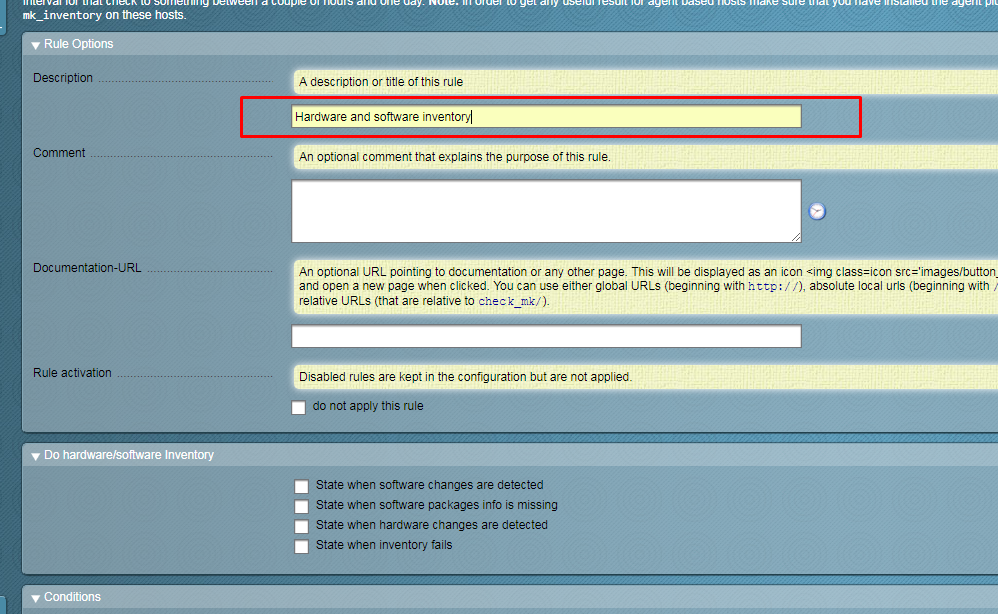 interval for that check to something between a couple of hours and one day. Note: In order to get any useful result for agent based hosts make sure that you have installed the agent
mk_inventory on these hosts.
Rule Options
Description
A description or title of this rule
Hardware and software inventory
Comment
An optional comment that explains the purpose of this rule.
Documentation-URL
An optional URL pointing to documentation or any other page. This will be displayed as an icon <img class=icon src='images/button_
and open a new page when clicked. You can use either global URLs (beginning with http://), absolute local urls (beginning with /
relative URLs (that are relative to check_mk/).
Rule activation
Disabled rules are kept in the configuration but are not applied.
do not apply this rule
Do hardware/software Inventory
State when software changes are detected
State when software packages info is missing
State when hardware changes are detected
State when inventory fails
Conditions